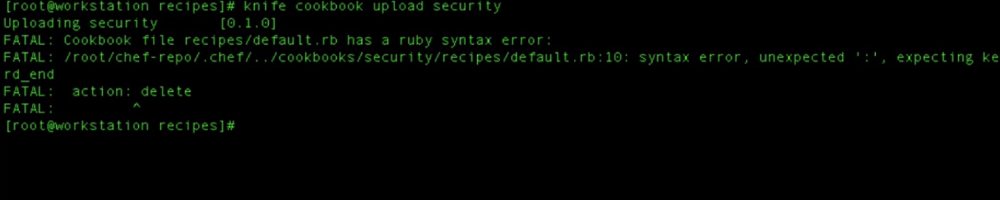 [root@workstation recipes]# knife cookbook upload security
Uploading security       [0.1.0]
FATAL: Cookbook file recipes/default.rb has a ruby syntax error:
FATAL: /root/chef-repo/.chef/../cookbooks/security/recipes/default.rb:10: syntax error, unexpected ':', expecting ke
rd_end
FATAL:  action: delete
FATAL:         ^
[root@workstation recipes]#